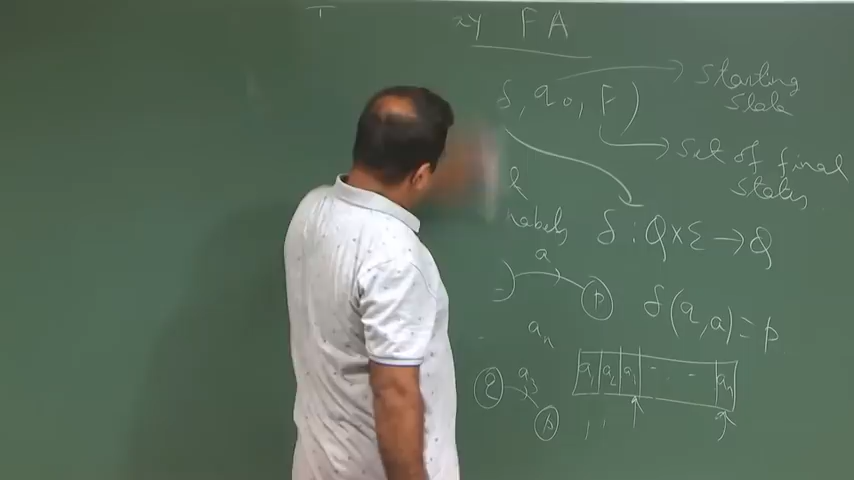 FA
δ, q₀, F) → starting
state
→ set of final
states
δ : Q × Σ → Q
a
p
δ(q, a) = p
aₙ
a₁ a₂ a₃ - - aₙ
q a₃
p